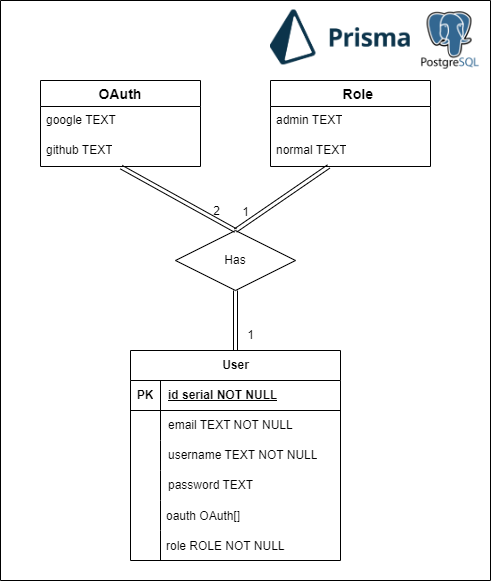 Prisma
PostgreSQL
OAuth
google TEXT
github TEXT
Role
admin TEXT
normal TEXT
2
1
Has
1
User
PK
id serial NOT NULL
email TEXT NOT NULL
username TEXT NOT NULL
password TEXT
oauth OAuth[]
role ROLE NOT NULL